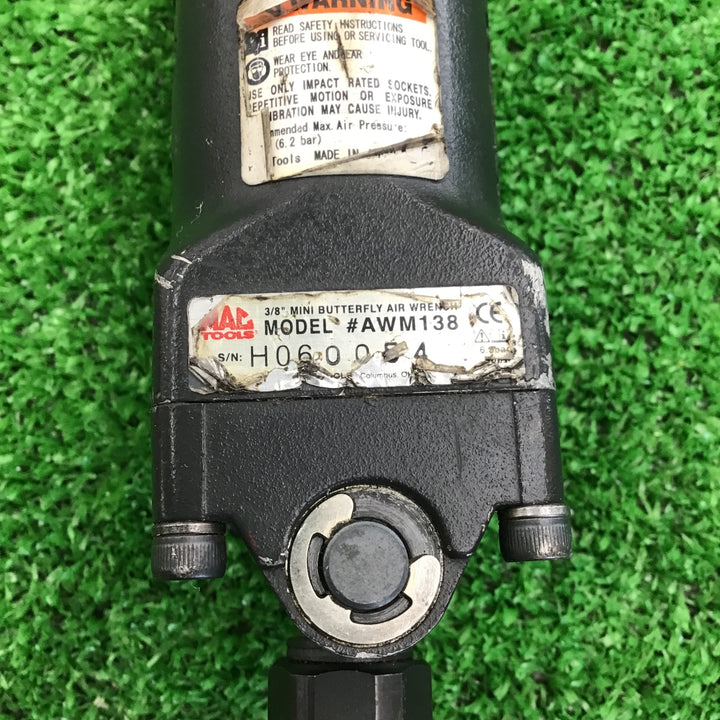 WARNING
READ SAFETY INSTRUCTIONS
BEFORE USING OR SERVICING TOOL.
WEAR EYE AND EAR
PROTECTION.
USE ONLY IMPACT RATED SOCKETS.
REPETITIVE MOTION OR EXPOSURE
VIBRATION MAY CAUSE INJURY.
Max. Air Pressure:
(6.2 bar)
Tools MADE IN
MAC
TOOLS
3/8" MINI BUTTERFLY AIR WRENCH
MODEL #AWM138
CE
S/N: H060054
Columbus, O